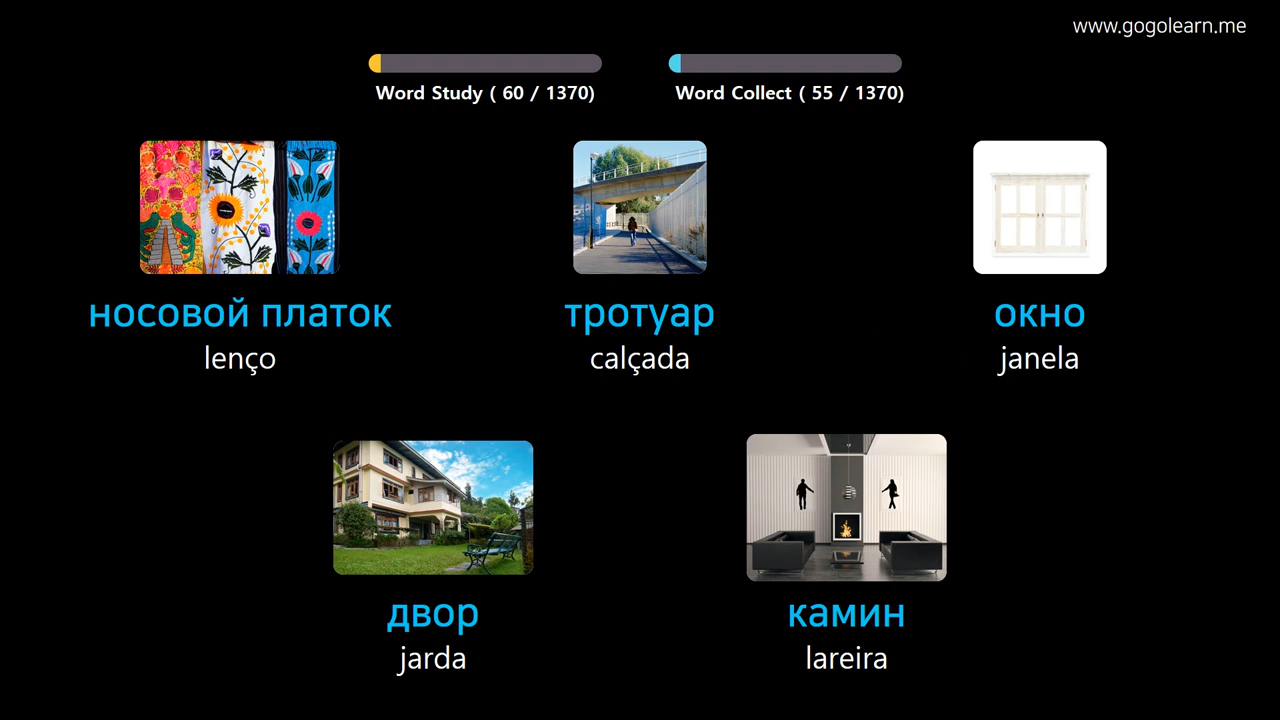 www.gogolearn.me
Word Study ( 60 / 1370)
Word Collect ( 55 / 1370)
носовой платок
lenço
тротуар
calçada
окно
janela
двор
jarda
камин
lareira